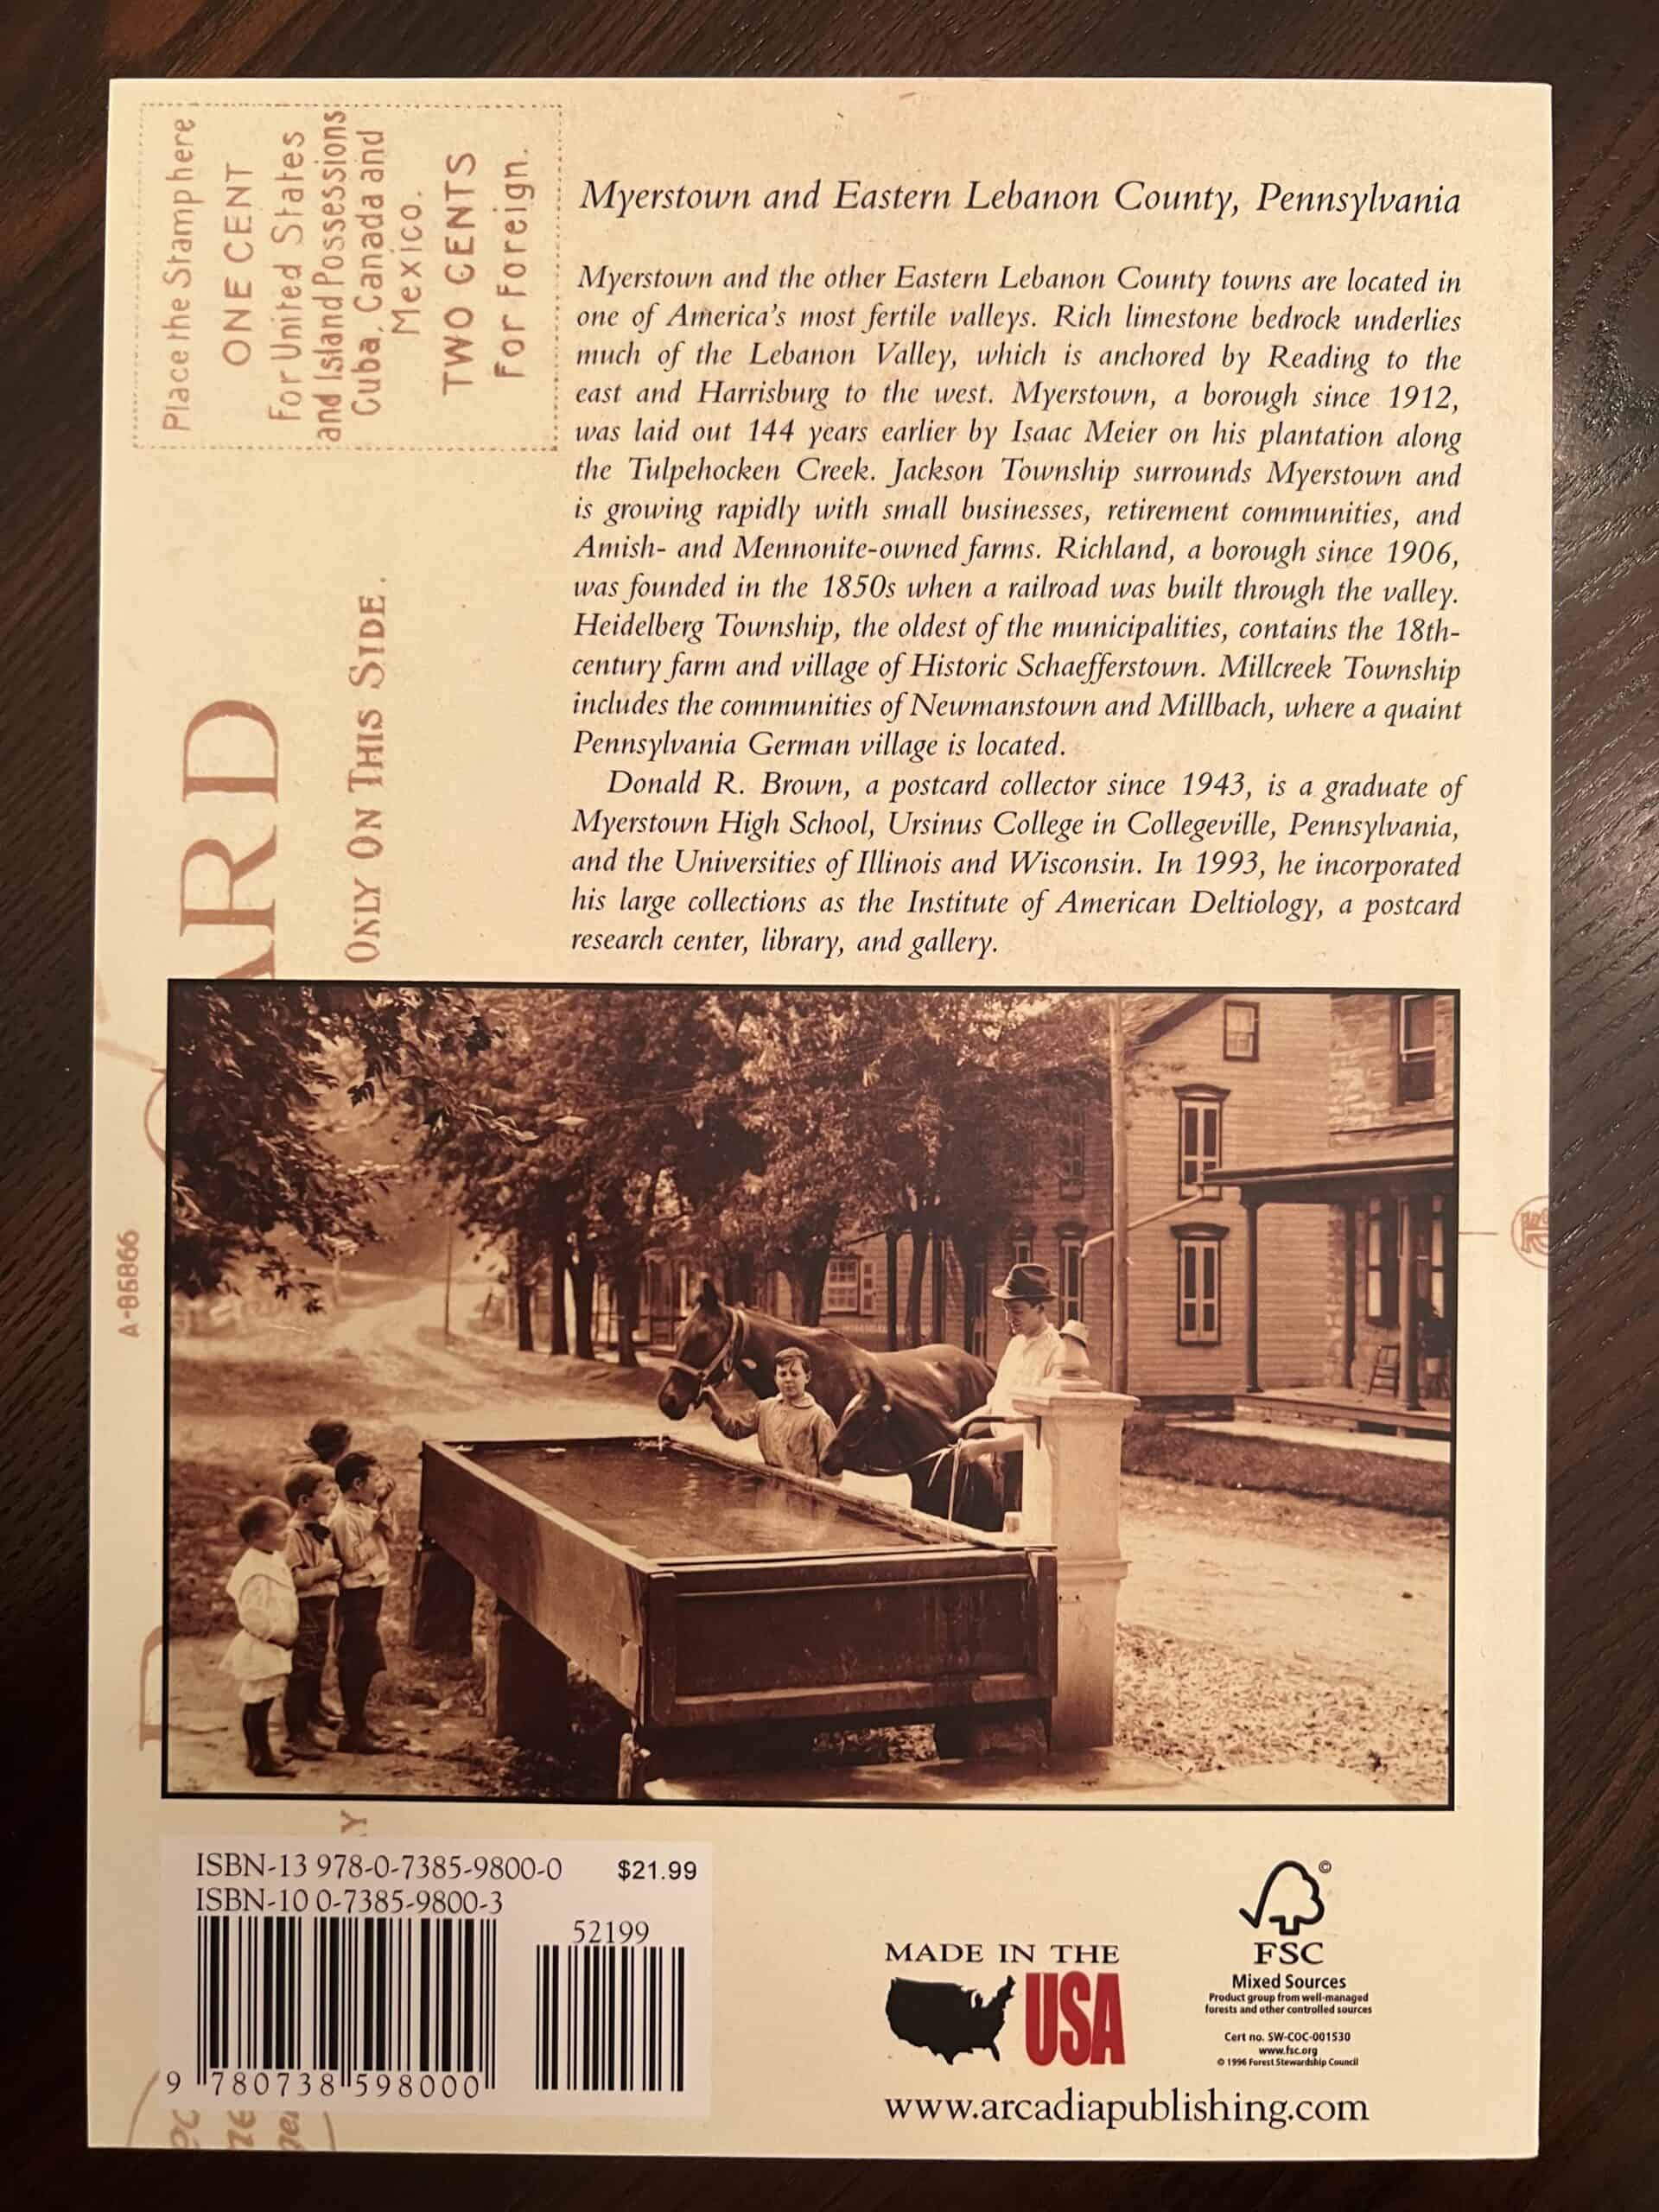 Place the Stamp here
ONE CENT
For United States
and Island Possessions
Cuba, Canada and
Mexico.
TWO CENTS
For Foreign.
Myerstown and Eastern Lebanon County, Pennsylvania
Myerstown and the other Eastern Lebanon County towns are located in
one of America's most fertile valleys. Rich limestone bedrock underlies
much of the Lebanon Valley, which is anchored by Reading to the
east and Harrisburg to the west. Myerstown, a borough since 1912,
was laid out 144 years earlier by Isaac Meier on his plantation along
the Tulpehocken Creek. Jackson Township surrounds Myerstown and
is growing rapidly with small businesses, retirement communities, and
Amish- and Mennonite-owned farms. Richland, a borough since 1906,
was founded in the 1850s when a railroad was built through the valley.
Heidelberg Township, the oldest of the municipalities, contains the 18th-
century farm and village of Historic Schaefferstown. Millcreek Township
includes the communities of Newmanstown and Millbach, where a quaint
Pennsylvania German village is located.
Donald R. Brown, a postcard collector since 1943, is a graduate of
Myerstown High School, Ursinus College in Collegeville, Pennsylvania,
and the Universities of Illinois and Wisconsin. In 1993, he incorporated
his large collections as the Institute of American Deltiology, a postcard
research center, library, and gallery.
ARD
ONLY ON THIS SIDE.
A-86866
Y
ISBN-13 978-0-7385-9800-0 $21.99
ISBN-10 0-7385-9800-3
52199
9 780738 598000
MADE IN THE
USA
©
FSC
Mixed Sources
Product group from well-managed
forests and other controlled sources
Cert no. SW-COC-001530
www.fsc.org
© 1996 Forest Stewardship Council
www.arcadiapublishing.com